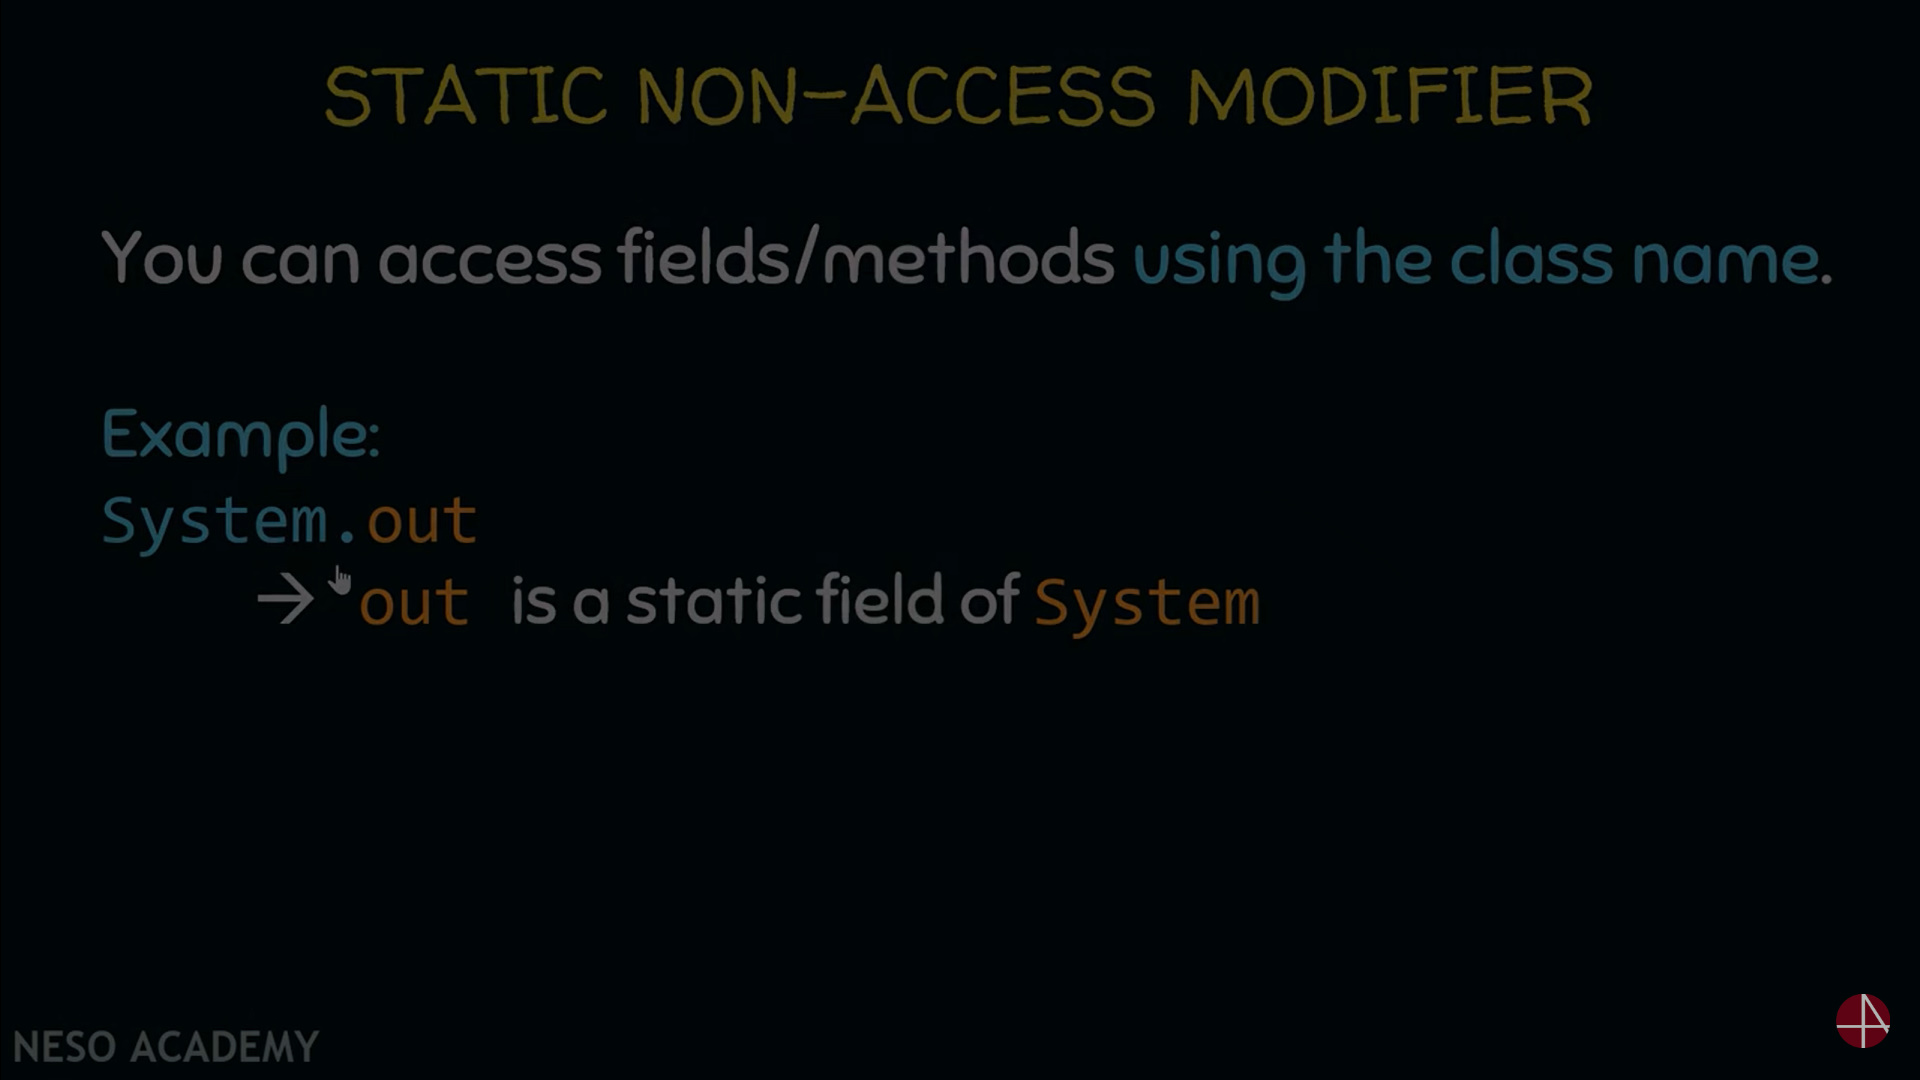 STATIC NON-ACCESS MODIFIER
You can access fields/methods using the class name.
Example:
System.out
→ out is a static field of System
NESO ACADEMY